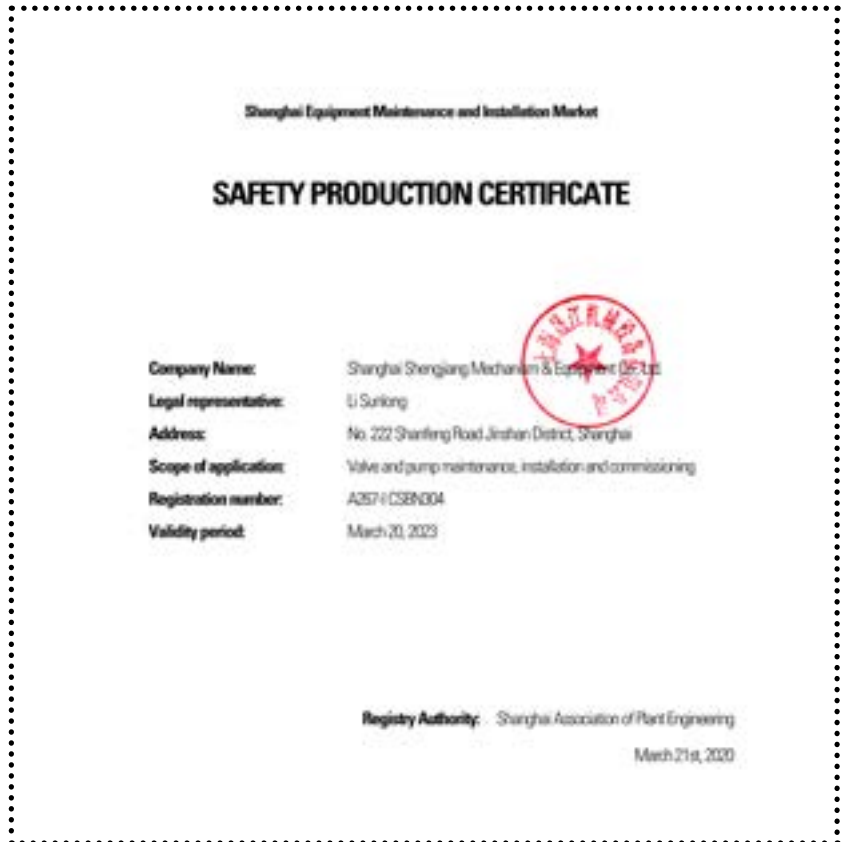 Shanghai Equipment Maintenance and Installation Market
SAFETY PRODUCTION CERTIFICATE
Company Name: Shanghai Shengjiang Mechanism & Equipment Co., Ltd.
Legal representative: Li Sunlong
Address: No. 222 Shanfeng Road Jinshan District, Shanghai
Scope of application: Valve and pump maintenance, installation and commissioning
Registration number:
Validity period: March 20, 2023
Registry Authority: Shanghai Association of Plant Engineering
March 21st, 2020